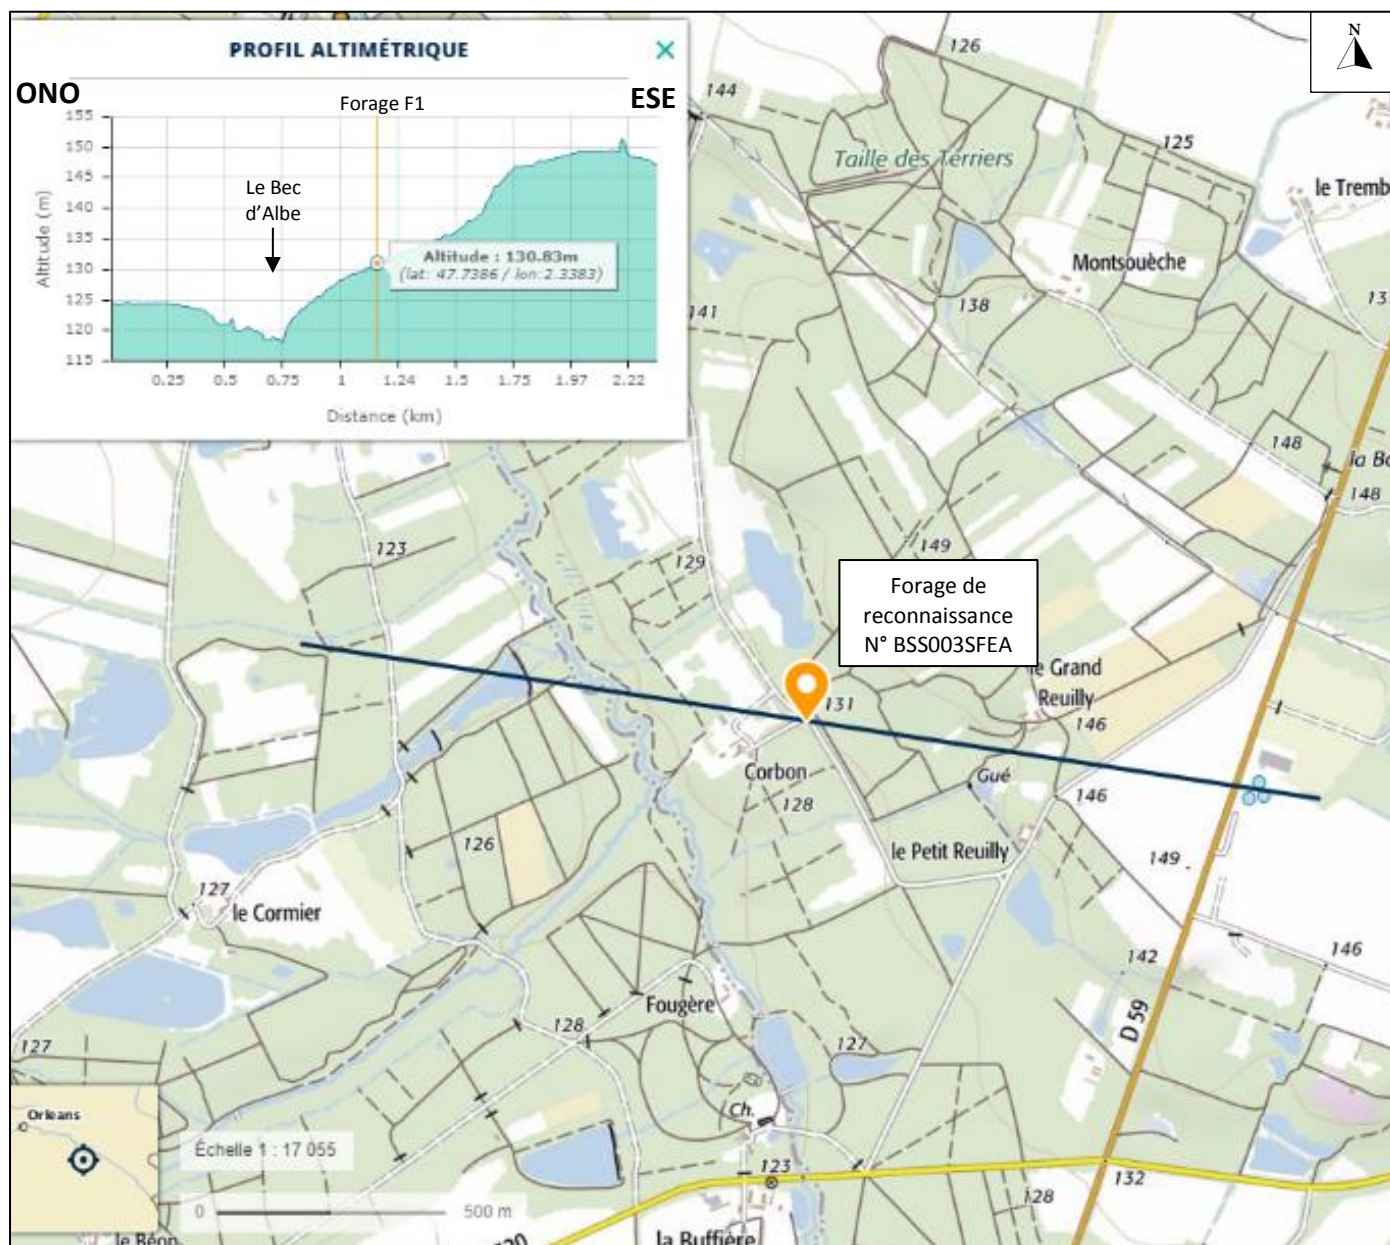 PROFIL ALTIMÉTRIQUE
×
ONO
Forage F1
ESE
155
150
145
140
135
130
125
120
115
Altitude (m)
Le Bec
d'Albe
Altitude : 130.83m
(lat: 47.7386 / lon:2.3383)
0.25
0.5
0.75
1
1.24
1.5
1.75
1.97
2.22
Distance (km)
N
126
144
125
Taille des Terriers
le Tremb
Montsouèche
138
141
131
148
la Bo
148
123
149
129
Forage de
reconnaissance
N° BSS003SFEA
le Grand
Reuilly
131
146
Corbon
Gué
128
146
126
le Petit Reuilly
149
127
le Cormier
146
142
Fougère
D 59
128
127
127
Orleans
Ch.
Échelle 1 : 17 055
123
132
128
0
500 m
la Buffière
le Béon